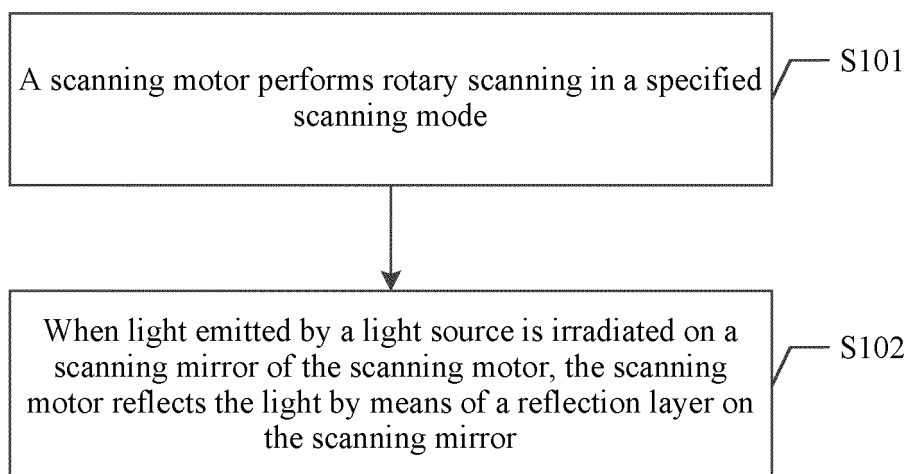 A scanning motor performs rotary scanning in a specified
scanning mode
S101
When light emitted by a light source is irradiated on a
scanning mirror of the scanning motor, the scanning
motor reflects the light by means of a reflection layer on
the scanning mirror
S102